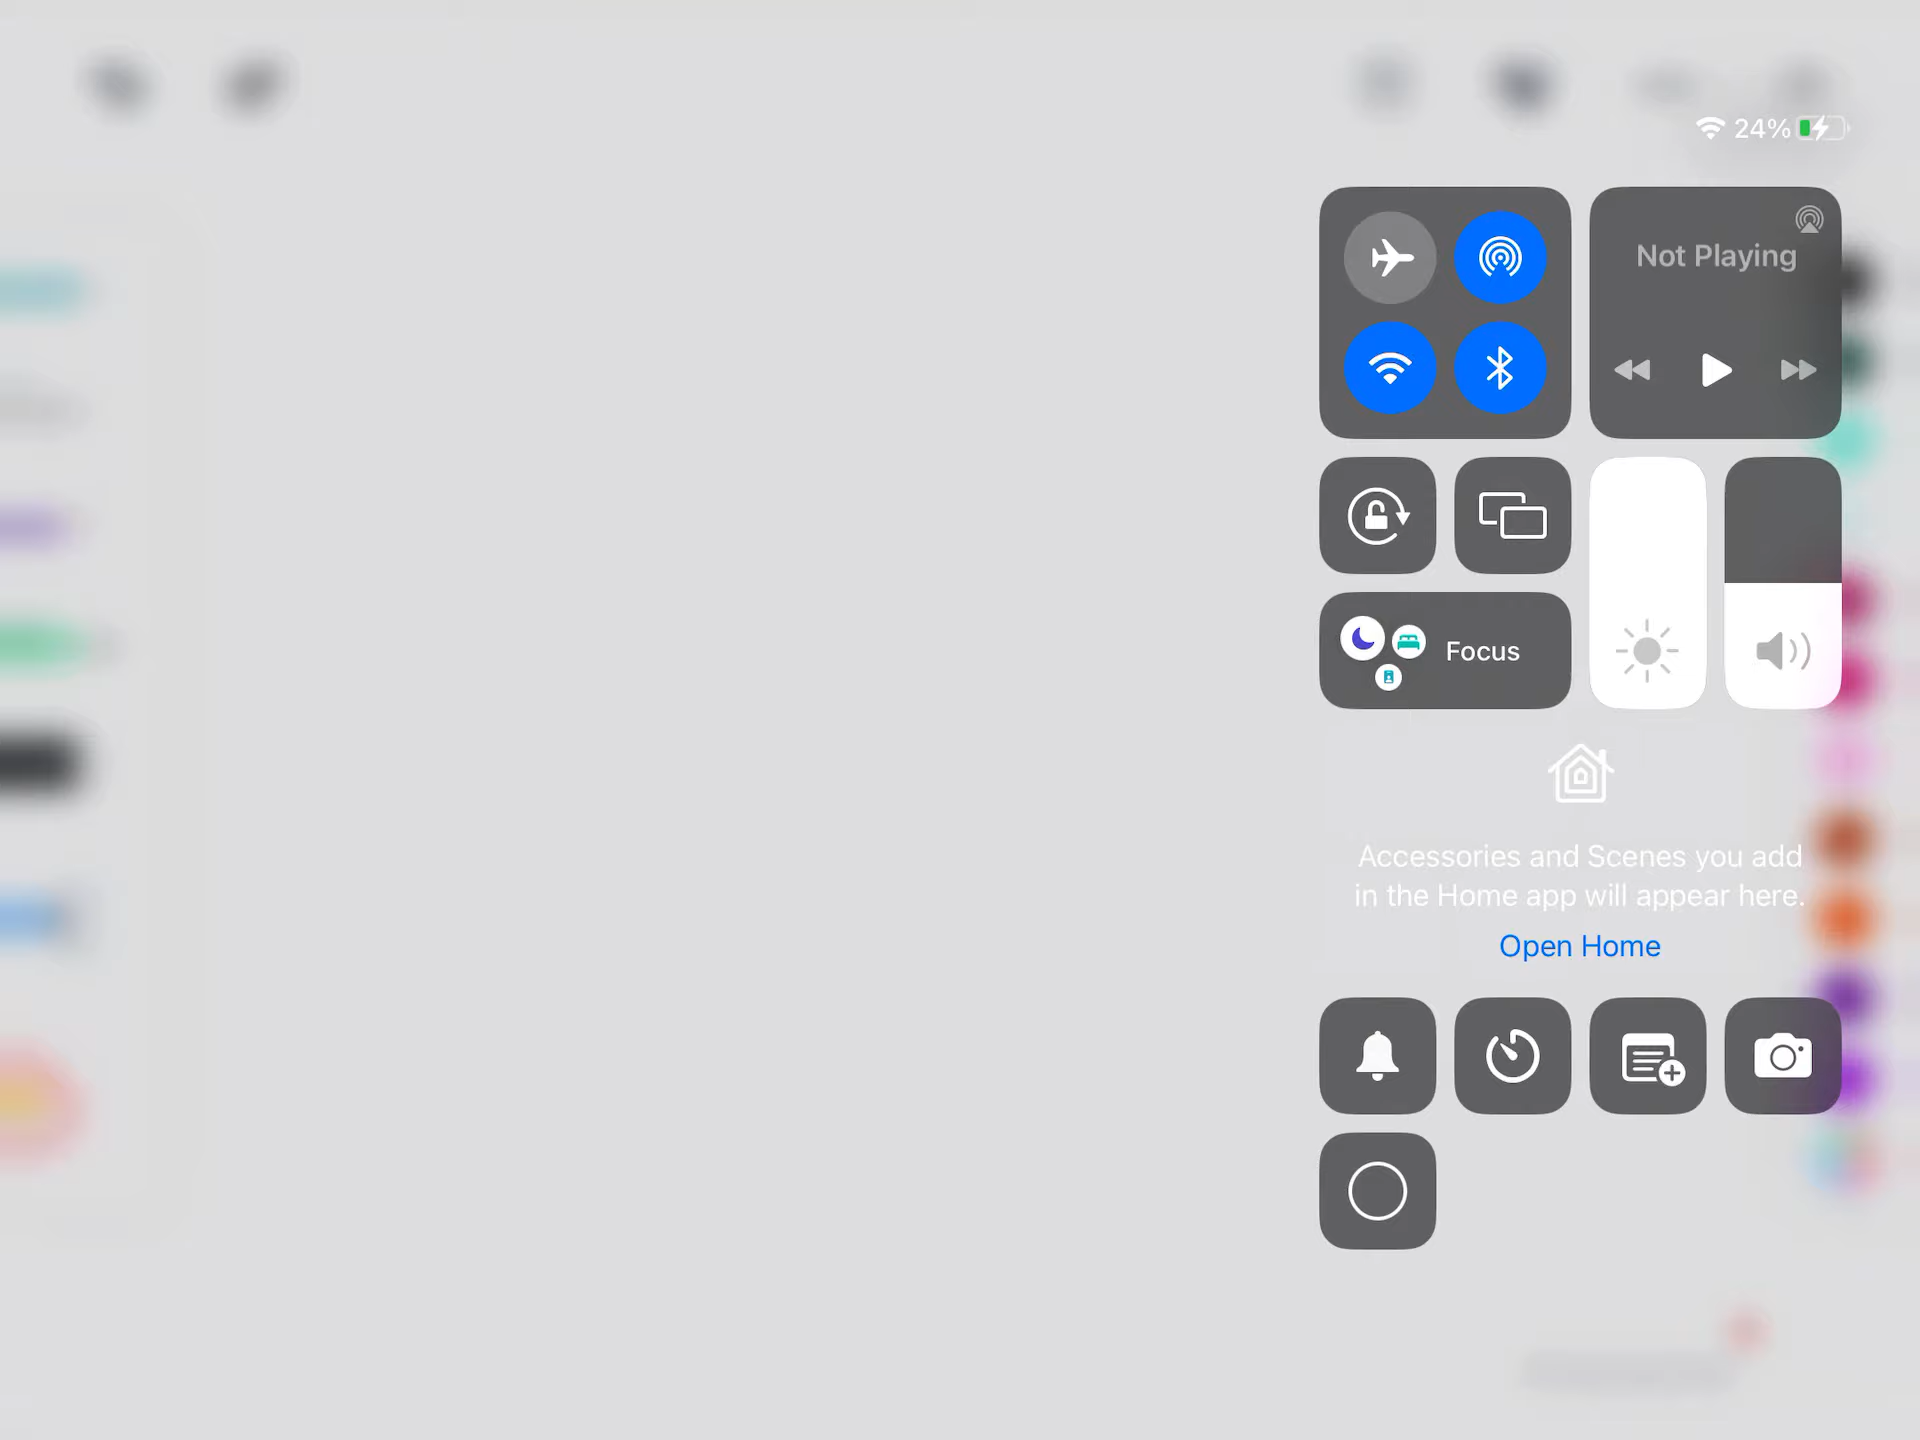 24%
Not Playing
Focus
Accessories and Scenes you add
in the Home app will appear here.
Open Home